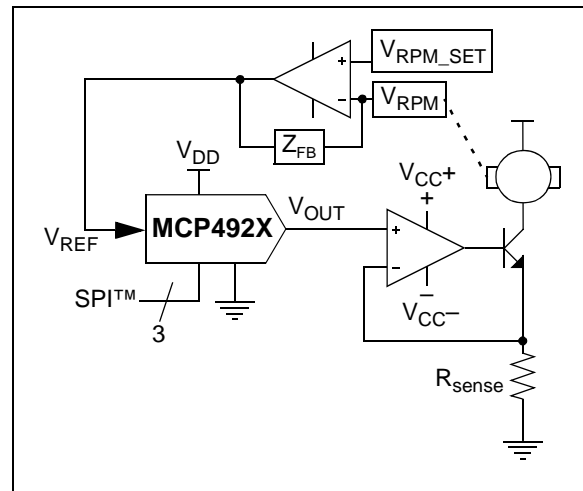 V_RPM_SET
+
–
V_RPM
Z_FB
V_DD
V_CC+
+
V_OUT
MCP492X
+
–
V_REF
–
V_CC–
SPI™
3
R_sense